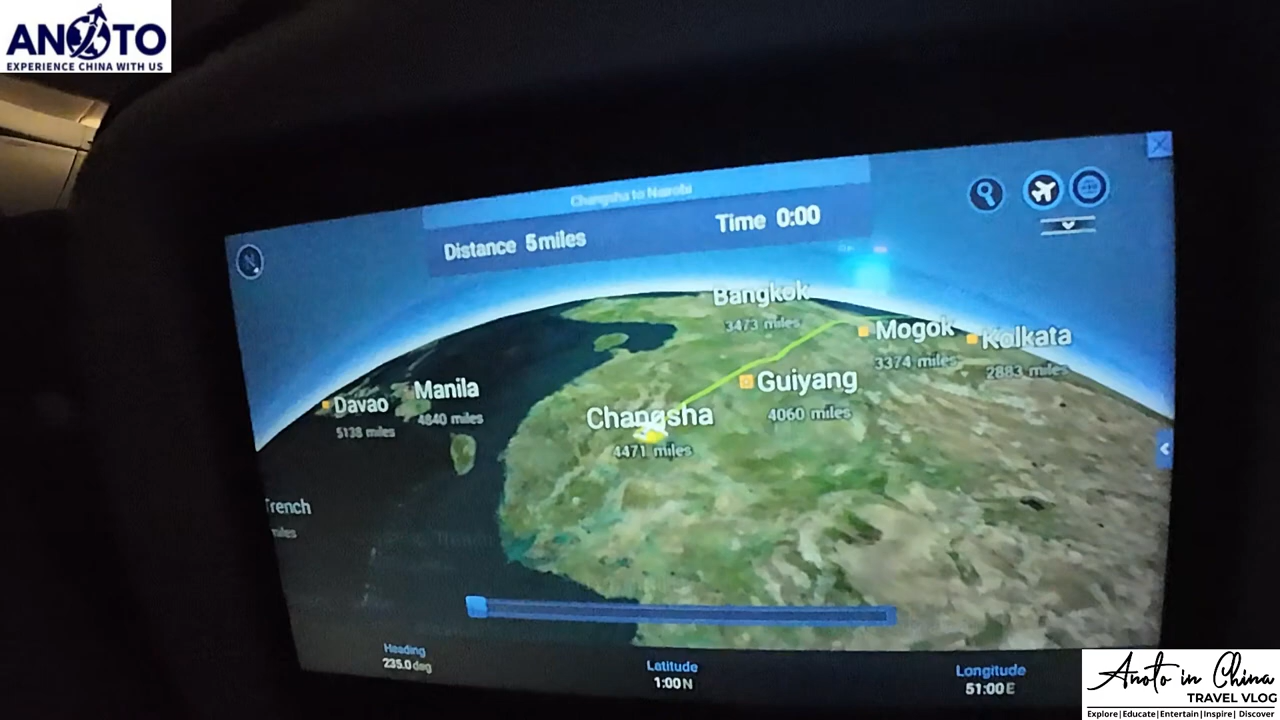 ANOTO
EXPERIENCE CHINA WITH US
Changsha to Nairobi
Distance 5 miles
Time 0:00
N
Bangkok
3473 miles
Mogok
3374 miles
Kolkata
2883 miles
Guiyang
4060 miles
Manila
4840 miles
Davao
5138 miles
Changsha
4471 miles
Trench
miles
Heading
235.0 deg
Latitude
1:00 N
Longitude
51:00 E
Anoto in China
TRAVEL VLOG
Explore|Educate|Entertain|Inspire| Discover